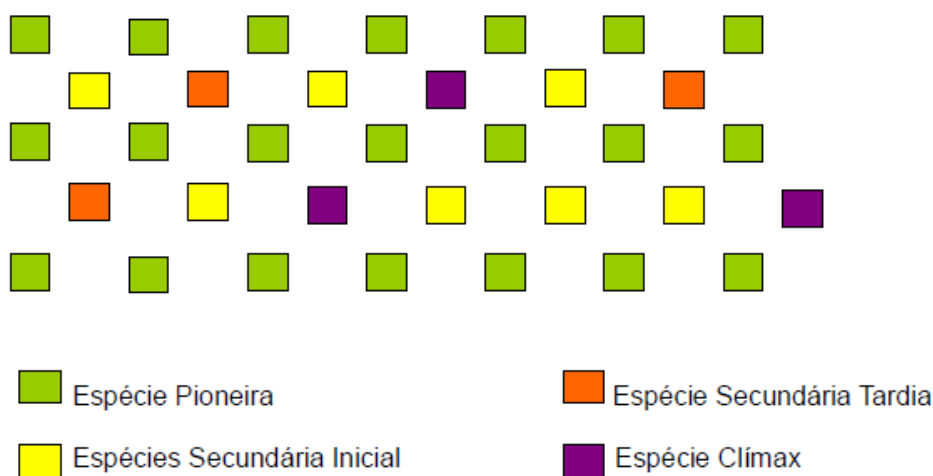 Espécie Pioneira
Espécie Secundária Tardia
Espécies Secundária Inicial
Espécie Clímax